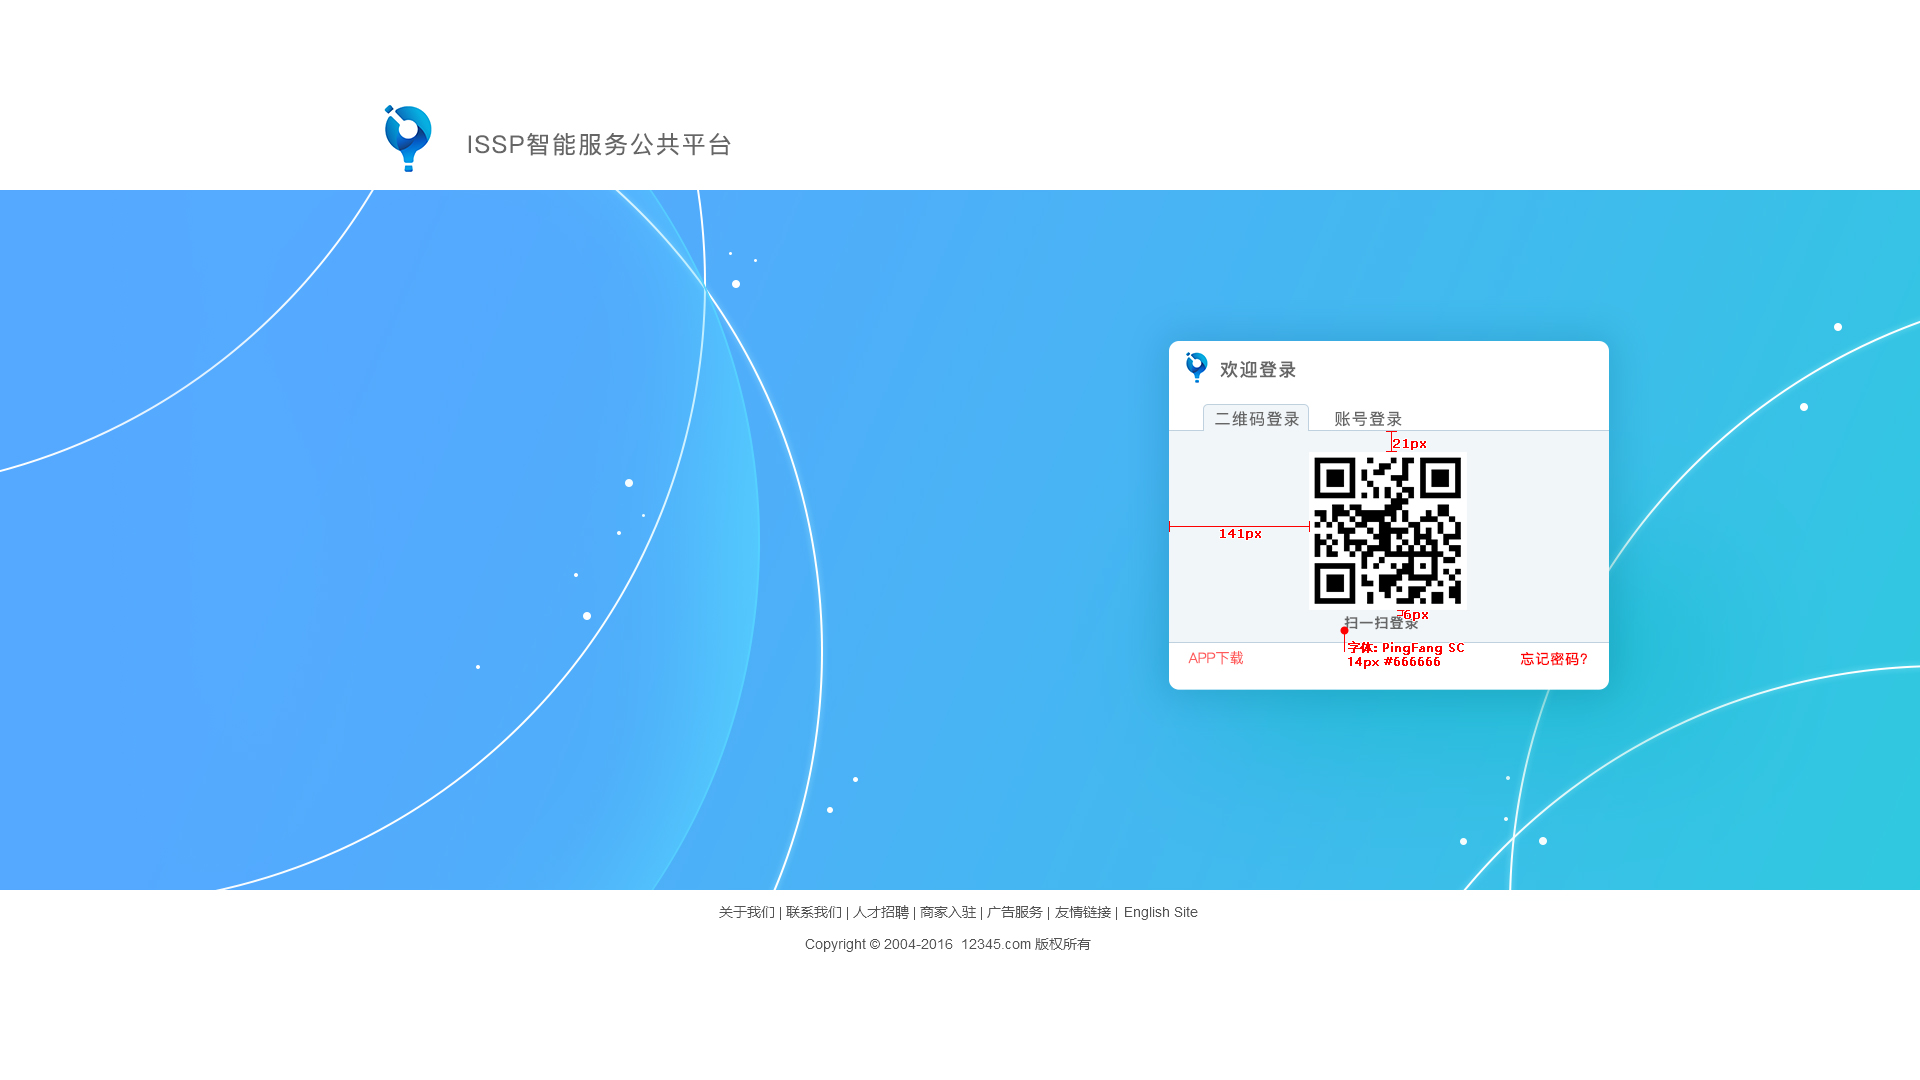 ISSP智能服务公共平台
欢迎登录
二维码登录 账号登录
21px
141px
6px
扫一扫登录
字体: PingFang SC
14px #666666
APP下载
忘记密码?
关于我们 | 联系我们 | 人才招聘 | 商家入驻 | 广告服务 | 友情链接 | English Site
Copyright © 2004-2016 12345.com 版权所有